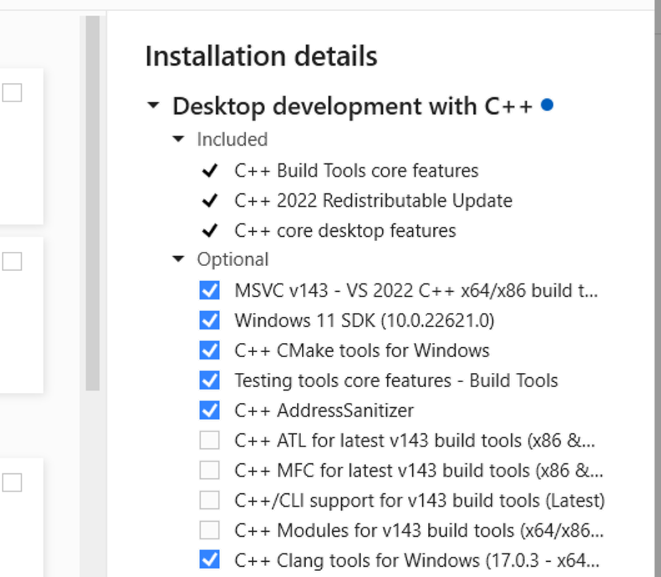 Installation details
Desktop development with C++
Included
C++ Build Tools core features
C++ 2022 Redistributable Update
C++ core desktop features
Optional
MSVC v143 - VS 2022 C++ x64/x86 build t...
Windows 11 SDK (10.0.22621.0)
C++ CMake tools for Windows
Testing tools core features - Build Tools
C++ AddressSanitizer
C++ ATL for latest v143 build tools (x86 &...
C++ MFC for latest v143 build tools (x86 &...
C++/CLI support for v143 build tools (Latest)
C++ Modules for v143 build tools (x64/x86...
C++ Clang tools for Windows (17.0.3 - x64...